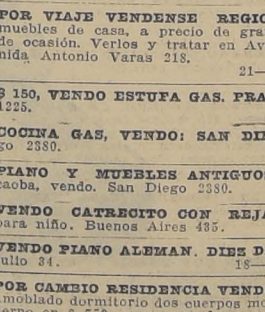 POR VIAJE VENDENSE REGIO
muebles de casa, a precio de gra
de ocasión. Verlos y tratar en Av
nida Antonio Varas 218.
21—
$ 150, VENDO ESTUFA GAS. PRA
1225.
COCINA GAS, VENDO: SAN DIE
go 2380.
PIANO Y MUEBLES ANTIGUO
caoba, vendo. San Diego 2380.
VENDO CATRECITO CON REJA
para niño. Buenos Aires 435.
VENDO PIANO ALEMAN. DIEZ D
Julio 34.
18—
POR CAMBIO RESIDENCIA VEND
amoblado dormitorio dos cuerpos mo